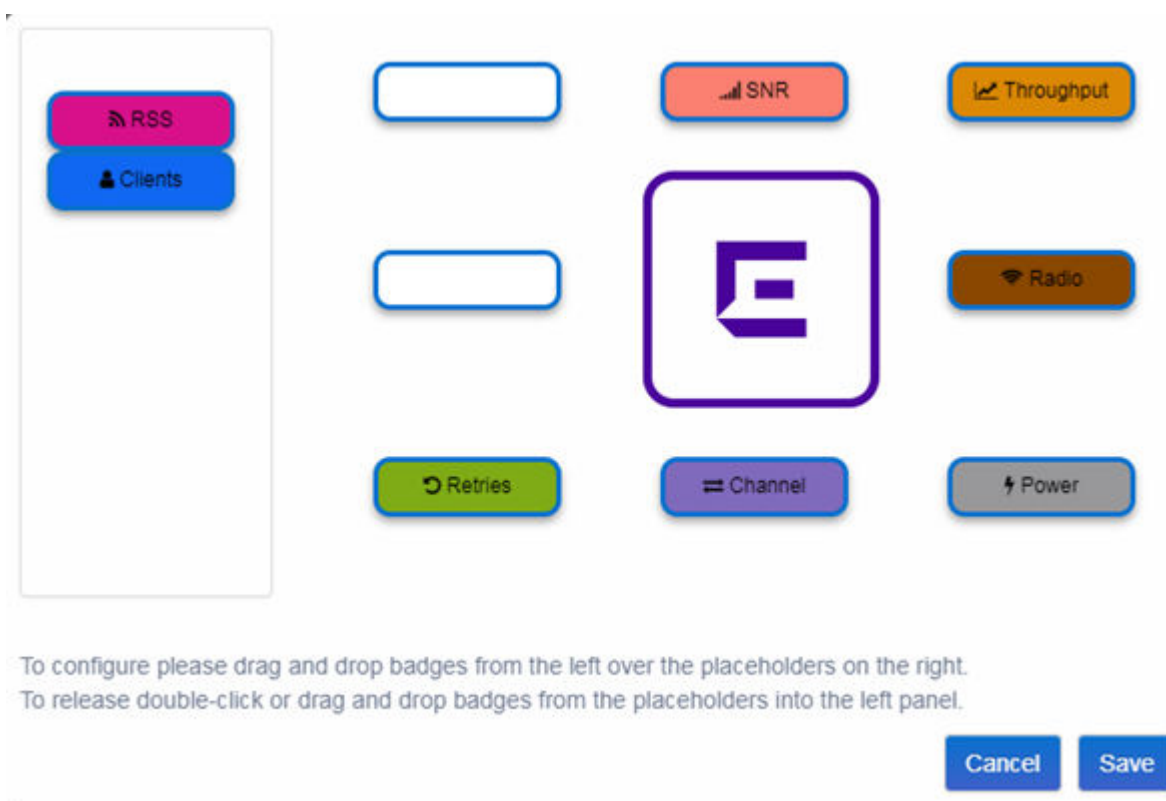 RSS
Clients
SNR
Throughput
Radio
Retries
Channel
Power
To configure please drag and drop badges from the left over the placeholders on the right.
To release double-click or drag and drop badges from the placeholders into the left panel.
Cancel
Save